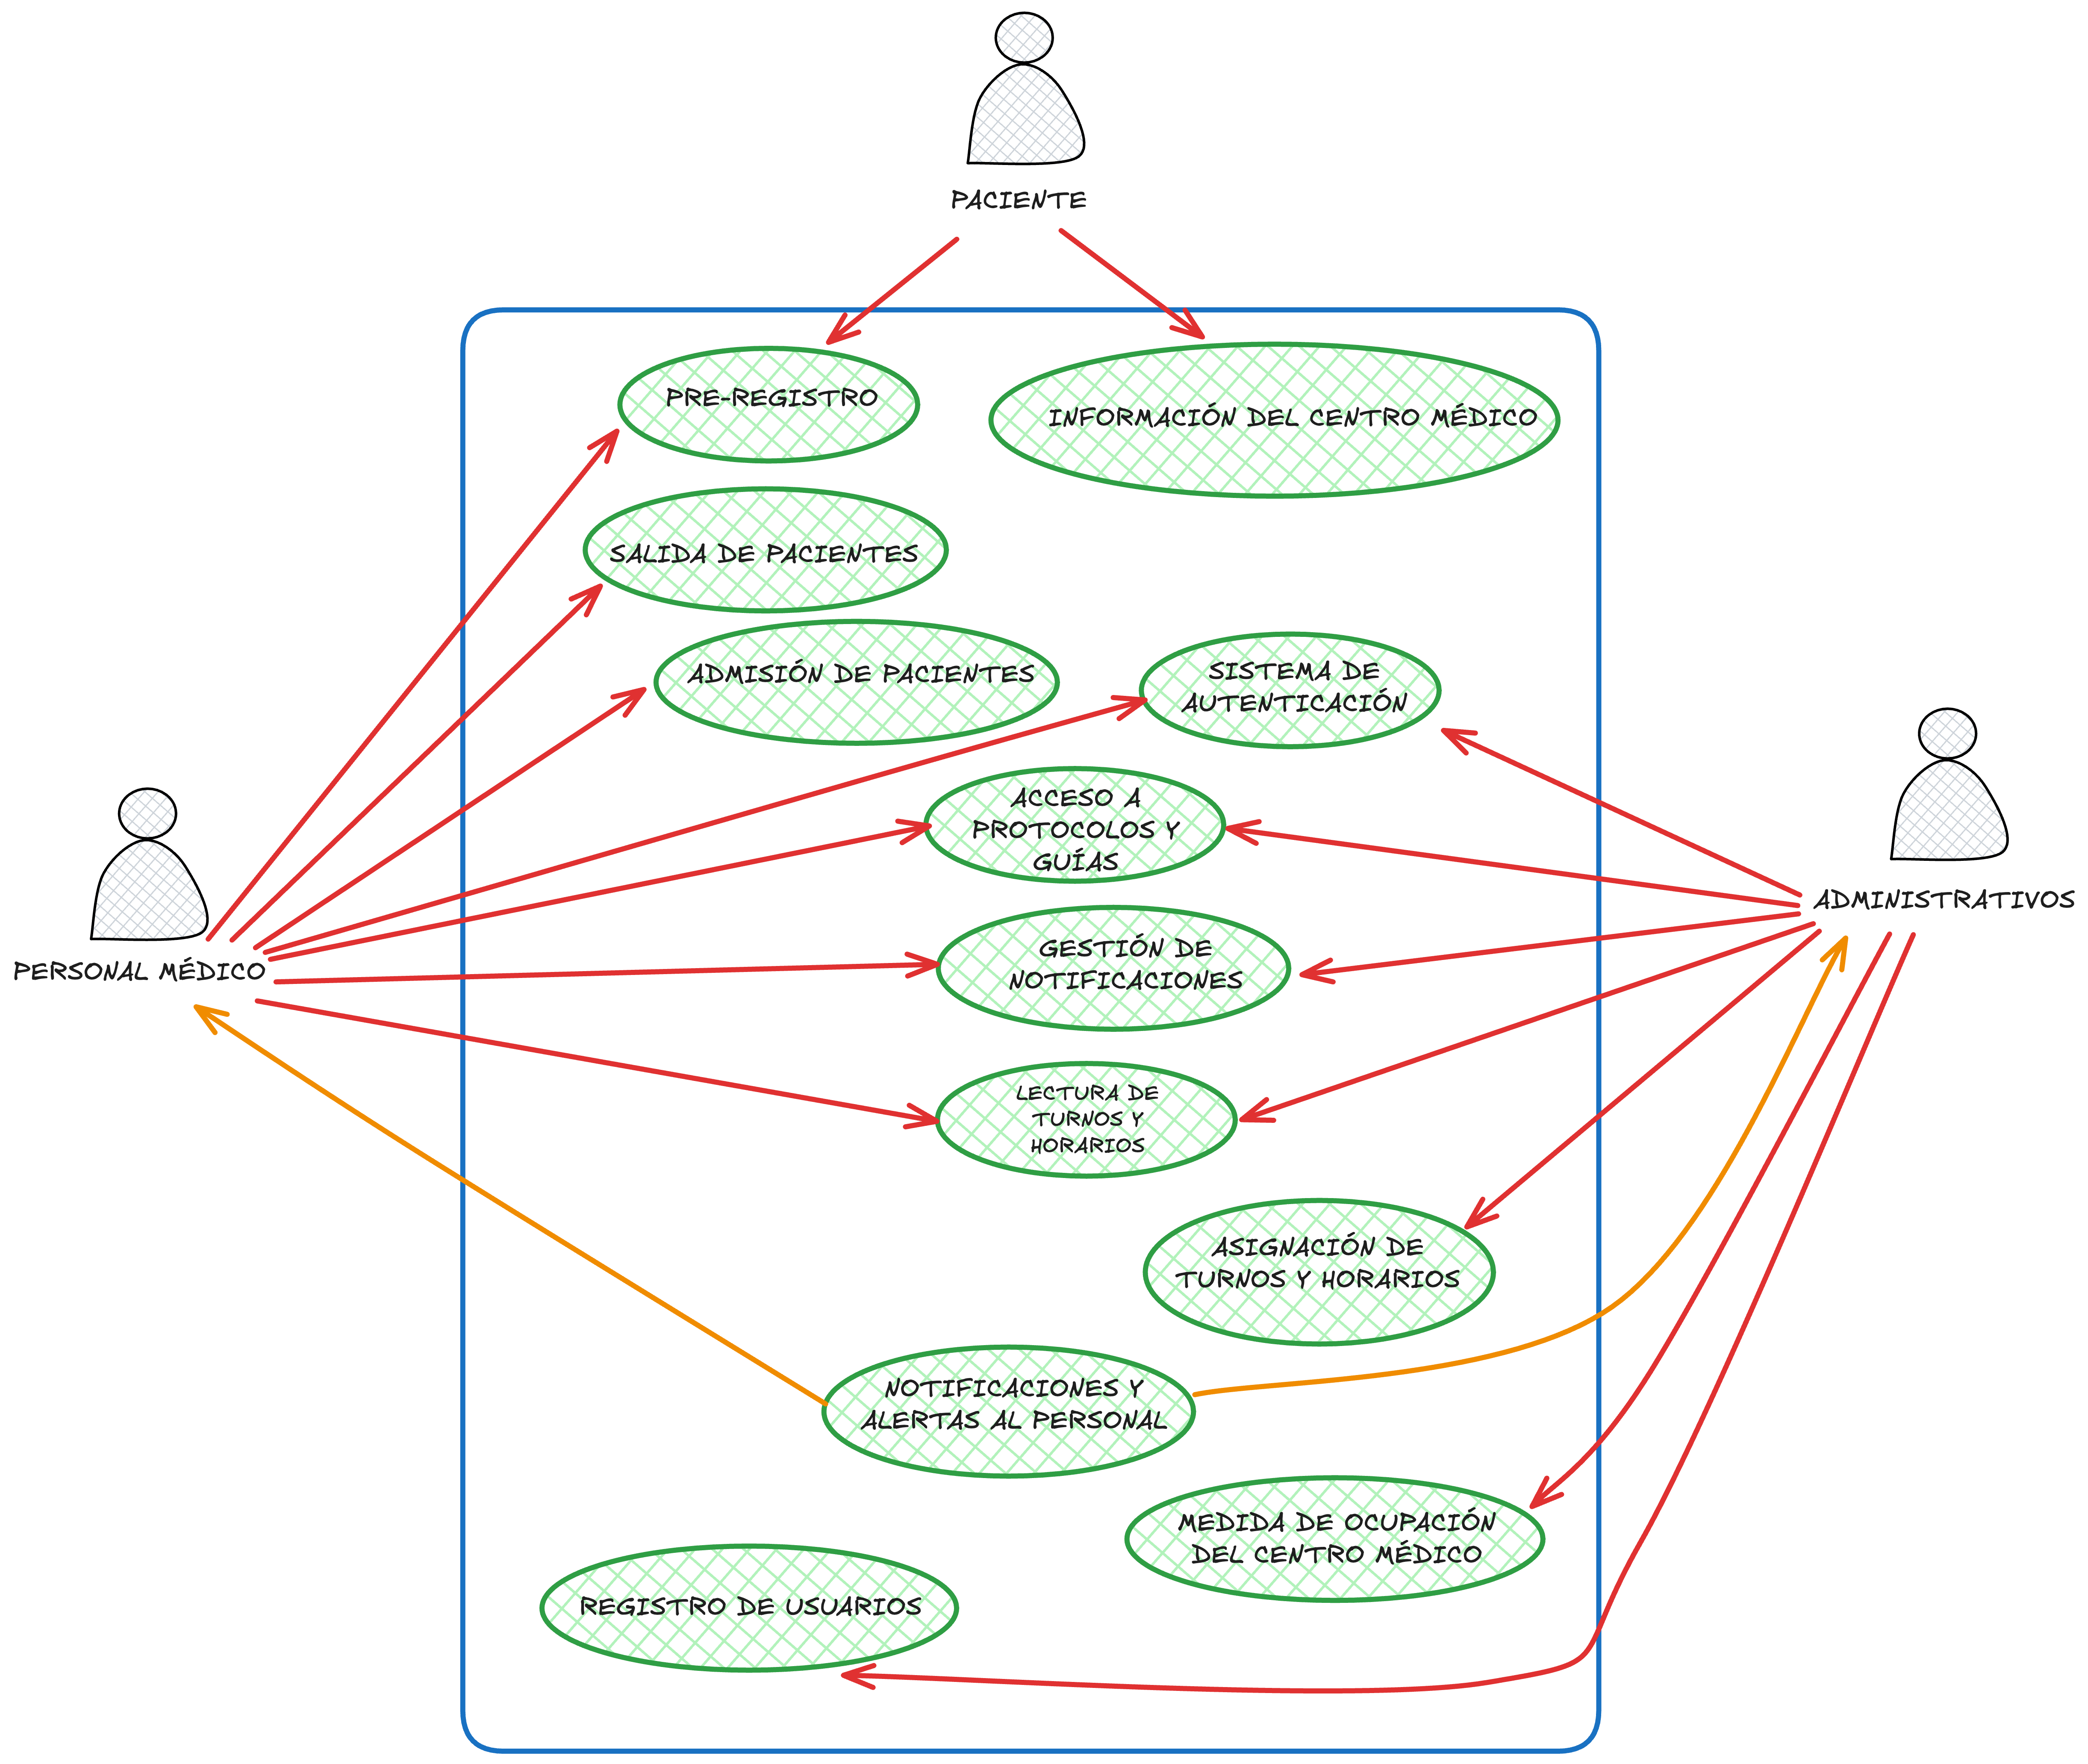 PACIENTE
PRE-REGISTRO
INFORMACIÓN DEL CENTRO MÉDICO
SALIDA DE PACIENTES
ADMISIÓN DE PACIENTES
SISTEMA DE
AUTENTICACIÓN
ACCESO A
PROTOCOLOS Y
GUÍAS
ADMINISTRATIVOS
PERSONAL MÉDICO
GESTIÓN DE
NOTIFICACIONES
LECTURA DE
TURNOS Y
HORARIOS
ASIGNACIÓN DE
TURNOS Y HORARIOS
NOTIFICACIONES Y
ALERTAS AL PERSONAL
MEDIDA DE OCUPACIÓN
DEL CENTRO MÉDICO
REGISTRO DE USUARIOS